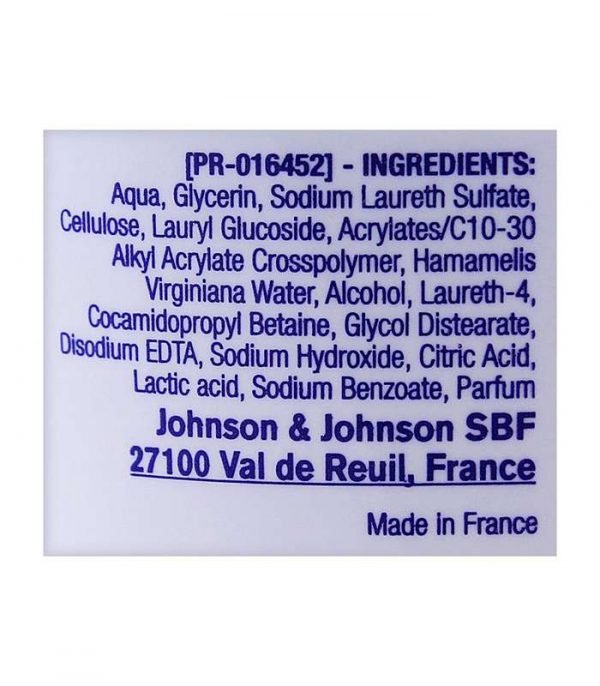 [PR-016452] - INGREDIENTS:
Aqua, Glycerin, Sodium Laureth Sulfate,
Cellulose, Lauryl Glucoside, Acrylates/C10-30
Alkyl Acrylate Crosspolymer, Hamamelis
Virginiana Water, Alcohol, Laureth-4,
Cocamidopropyl Betaine, Glycol Distearate,
Disodium EDTA, Sodium Hydroxide, Citric Acid,
Lactic acid, Sodium Benzoate, Parfum
Johnson & Johnson SBF
27100 Val de Reuil, France
Made in France